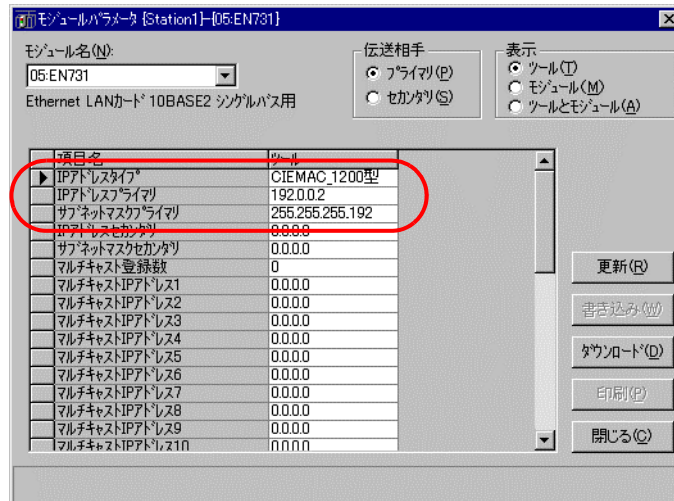 モジュールパラメータ {Station1}-{05:EN731}
モジュール名(N):
05:EN731
Ethernet LANカード 10BASE2 シングルバス用
伝送相手
プライマリ(P)
セカンダリ(S)
表示
ツール(T)
モジュール(M)
ツールとモジュール(A)
項目名 ツール
IPアドレスタイプ CIEMAC_1200型
IPアドレスプライマリ 192.0.0.2
サブネットマスクプライマリ 255.255.255.192
IPアドレスセカンダリ 0.0.0.0
サブネットマスクセカンダリ 0.0.0.0
マルチキャスト登録数 0
マルチキャストIPアドレス1 0.0.0.0
マルチキャストIPアドレス2 0.0.0.0
マルチキャストIPアドレス3 0.0.0.0
マルチキャストIPアドレス4 0.0.0.0
マルチキャストIPアドレス5 0.0.0.0
マルチキャストIPアドレス6 0.0.0.0
マルチキャストIPアドレス7 0.0.0.0
マルチキャストIPアドレス8 0.0.0.0
マルチキャストIPアドレス9 0.0.0.0
マルチキャストIPアドレス10 0.0.0.0
更新(R)
書き込み(W)
ダウンロード(D)
印刷(P)
閉じる(C)